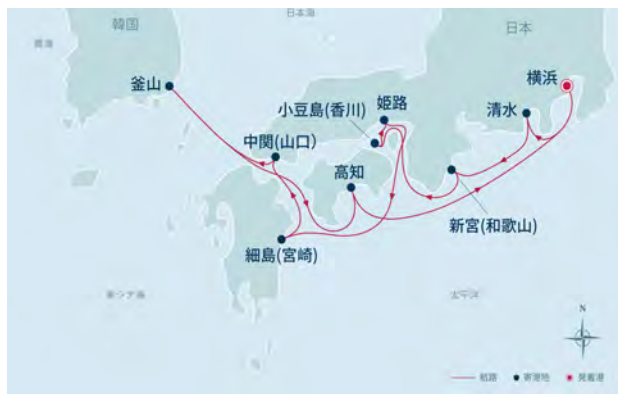 日本海
韓国
日本
黄海
釜山
横浜
姫路
小豆島(香川)
清水
中関(山口)
高知
新宮(和歌山)
細島(宮崎)
東シナ海
太平洋
N
航路
寄港地
発着港